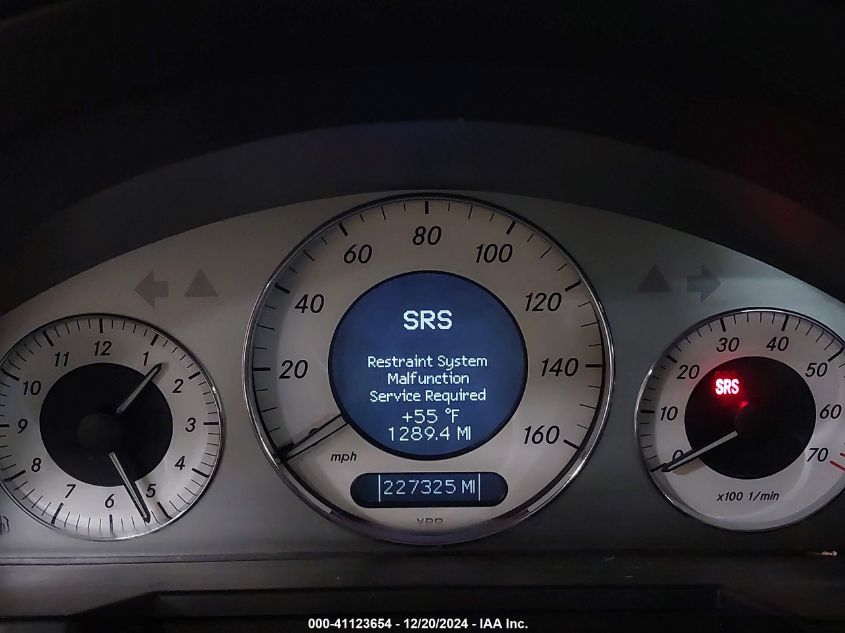 12
1
2
3
4
5
6
7
8
9
10
11
0
20
40
60
80
100
120
140
160
mph
SRS
Restraint System
Malfunction
Service Required
+55 °F
1289.4 MI
227325 MI
0
10
20
30
40
50
60
70
SRS
x100 1/min
000-41123654 - 12/20/2024 - IAA Inc.